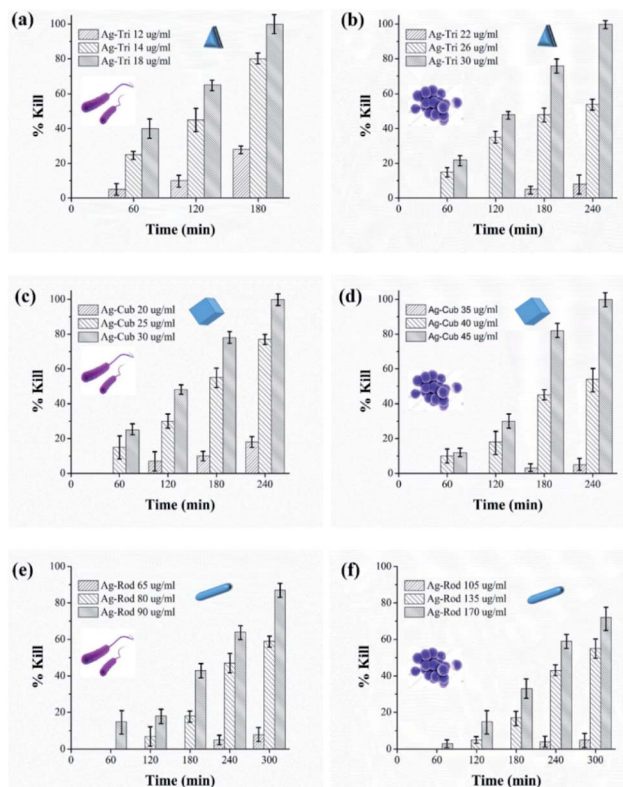 (a)
Ag-Tri 12 ug/ml
Ag-Tri 14 ug/ml
Ag-Tri 18 ug/ml
% Kill
100
80
60
40
20
0
0 60 120 180
Time (min)
(b)
Ag-Tri 22 ug/ml
Ag-Tri 26 ug/ml
Ag-Tri 30 ug/ml
% Kill
100
80
60
40
20
0
0 60 120 180 240
Time (min)
(c)
Ag-Cub 20 ug/ml
Ag-Cub 25 ug/ml
Ag-Cub 30 ug/ml
% Kill
100
80
60
40
20
0
0 60 120 180 240
Time (min)
(d)
Ag-Cub 35 ug/ml
Ag-Cub 40 ug/ml
Ag-Cub 45 ug/ml
% Kill
100
80
60
40
20
0
0 60 120 180 240
Time (min)
(e)
Ag-Rod 65 ug/ml
Ag-Rod 80 ug/ml
Ag-Rod 90 ug/ml
% Kill
100
80
60
40
20
0
0 60 120 180 240 300
Time (min)
(f)
Ag-Rod 105 ug/ml
Ag-Rod 135 ug/ml
Ag-Rod 170 ug/ml
% Kill
100
80
60
40
20
0
0 60 120 180 240 300
Time (min)